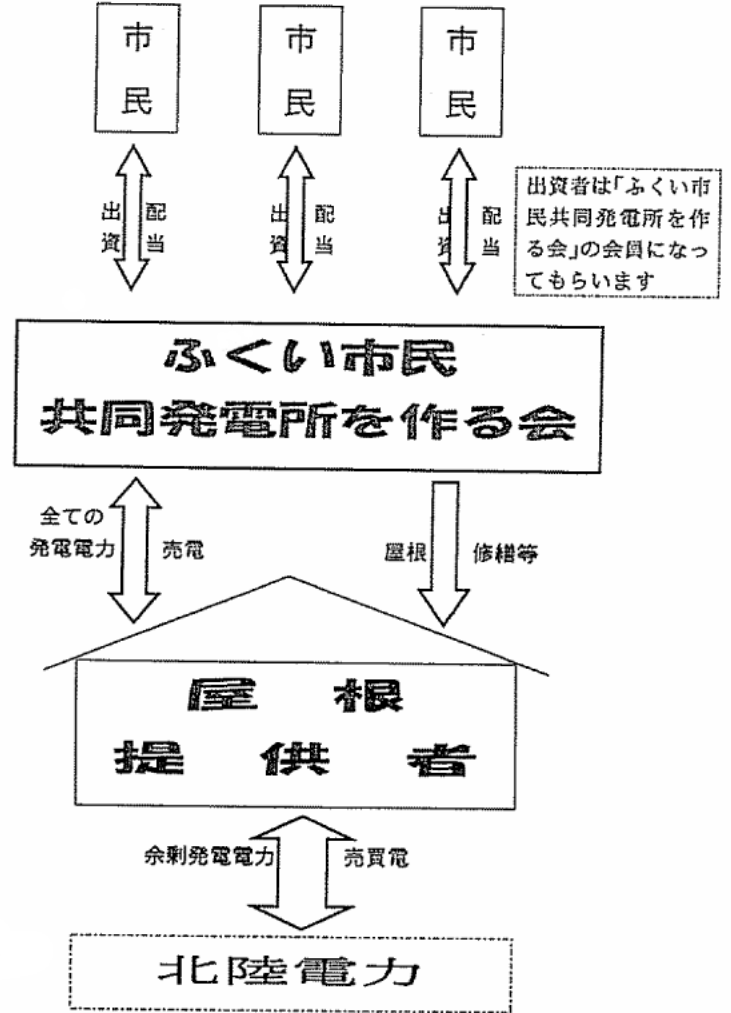 市民
市民
市民
出資
配当
出資
配当
出資
配当
出資者は「ふくい市
民共同発電所を作
る会」の会員になっ
てもらいます
ふくい市民
共同発電所を作る会
全ての
発電電力
売電
屋根
修繕等
屋根
提供者
余剰発電電力
売買電
北陸電力